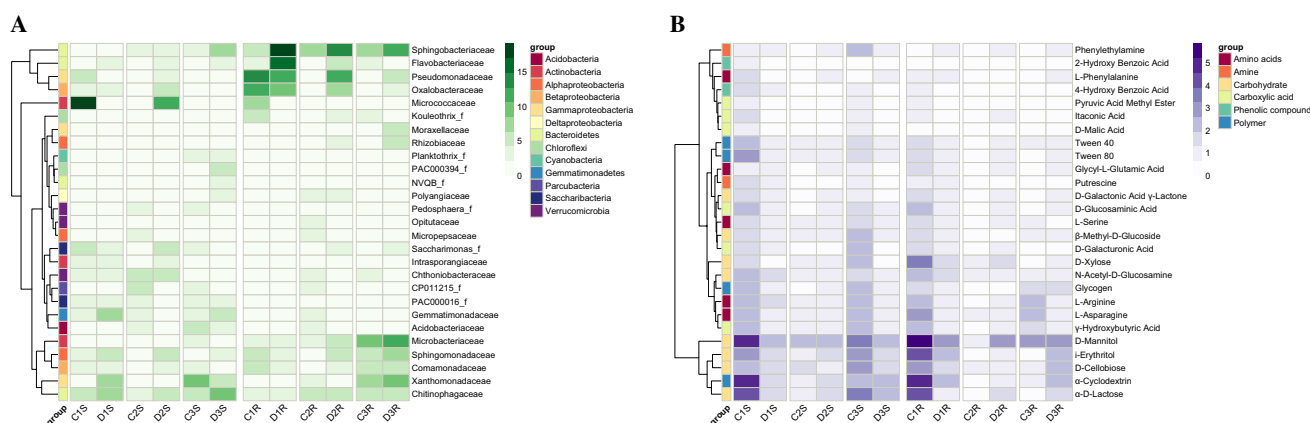 A
Sphingobacteriaceae
Flavobacteriaceae
Pseudomonadaceae
Oxalobacteraceae
Micrococcaceae
Kouleothrix_f
Moraxellaceae
Rhizobiaceae
Planktothrix_f
PAC000394_f
NVQB_f
Polyangiaceae
Pedosphaera_f
Opitutaceae
Micropepsaceae
Saccharimonas_f
Intrasporangiaceae
Chthoniobacteraceae
CP011215_f
PAC000016_f
Gemmatimonadaceae
Acidobacteriaceae
Microbacteriaceae
Sphingomonadaceae
Comamonadaceae
Xanthomonadaceae
Chitinophagaceae
group
C1S
D1S
C2S
D2S
C3S
D3S
C1R
D1R
C2R
D2R
C3R
D3R
15
10
5
0
group
Acidobacteria
Actinobacteria
Alphaproteobacteria
Betaproteobacteria
Gammaproteobacteria
Deltaproteobacteria
Bacteroidetes
Chloroflexi
Cyanobacteria
Gemmatimonadetes
Parcubacteria
Saccharibacteria
Verrucomicrobia
B
Phenylethylamine
2-Hydroxy Benzoic Acid
L-Phenylalanine
4-Hydroxy Benzoic Acid
Pyruvic Acid Methyl Ester
Itaconic Acid
D-Malic Acid
Tween 40
Tween 80
Glycyl-L-Glutamic Acid
Putrescine
D-Galactonic Acid γ-Lactone
D-Glucosaminic Acid
L-Serine
β-Methyl-D-Glucoside
D-Galacturonic Acid
D-Xylose
N-Acetyl-D-Glucosamine
Glycogen
L-Arginine
L-Asparagine
γ-Hydroxybutyric Acid
D-Mannitol
i-Erythritol
D-Cellobiose
α-Cyclodextrin
α-D-Lactose
group
C1S
D1S
C2S
D2S
C3S
D3S
C1R
D1R
C2R
D2R
C3R
D3R
5
4
3
2
1
0
group
Amino acids
Amine
Carbohydrate
Carboxylic acid
Phenolic compound
Polymer